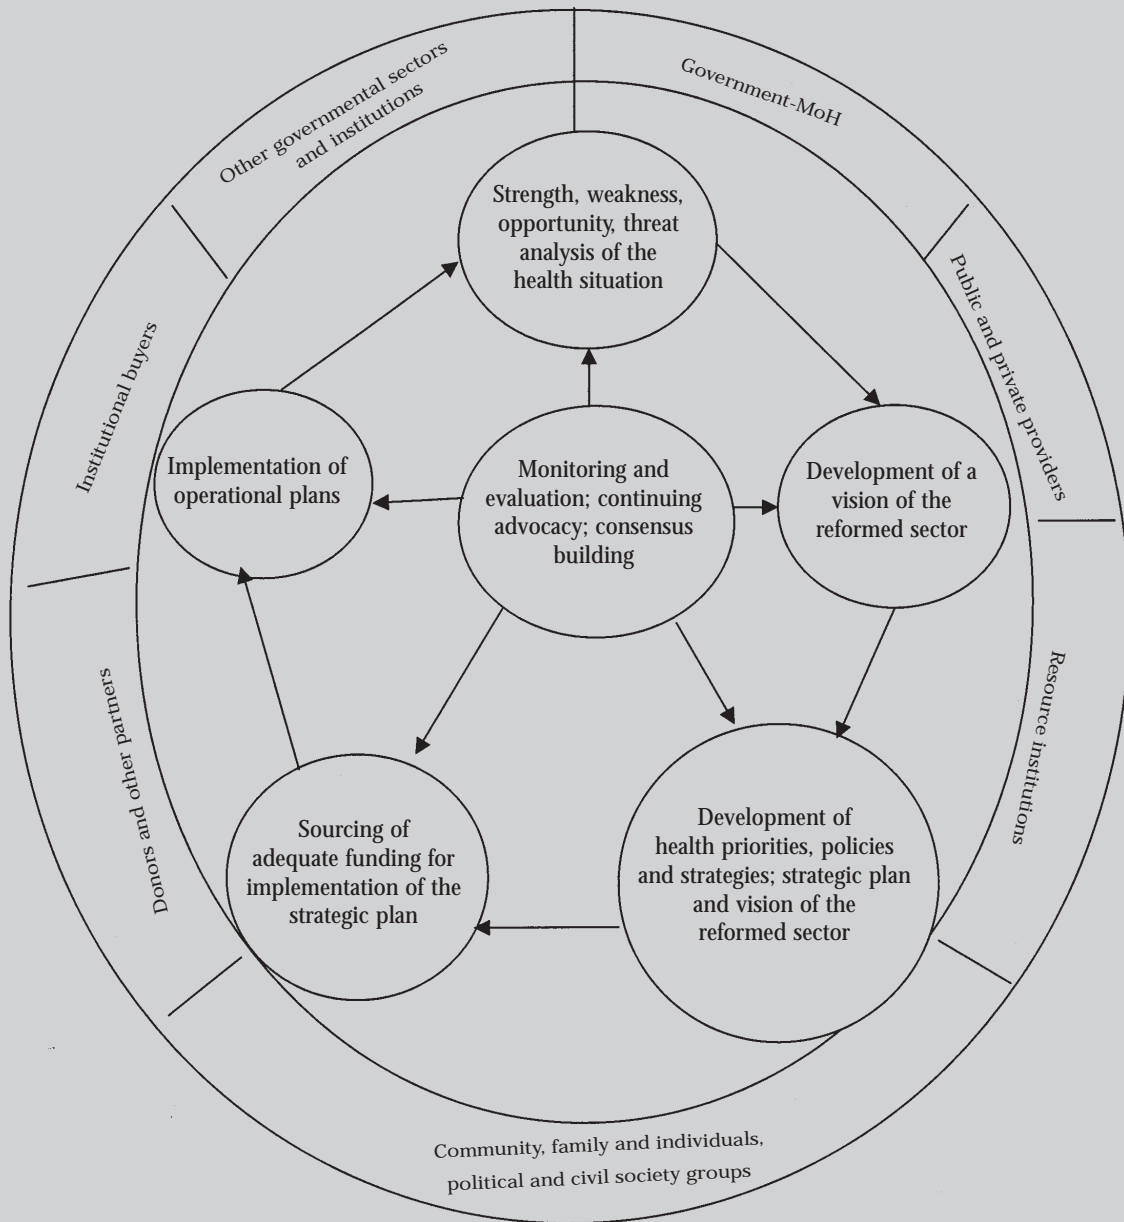 Other governmental sectors
and institutions
Government-MoH
Strength, weakness,
opportunity, threat
analysis of the
health situation
Public and private providers
Institutional buyers
Implementation of
operational plans
Monitoring and
evaluation; continuing
advocacy; consensus
building
Development of a
vision of the
reformed sector
Donors and other partners
Resource institutions
Sourcing of
adequate funding for
implementation of the
strategic plan
Development of
health priorities, policies
and strategies; strategic plan
and vision of the
reformed sector
Community, family and individuals,
political and civil society groups